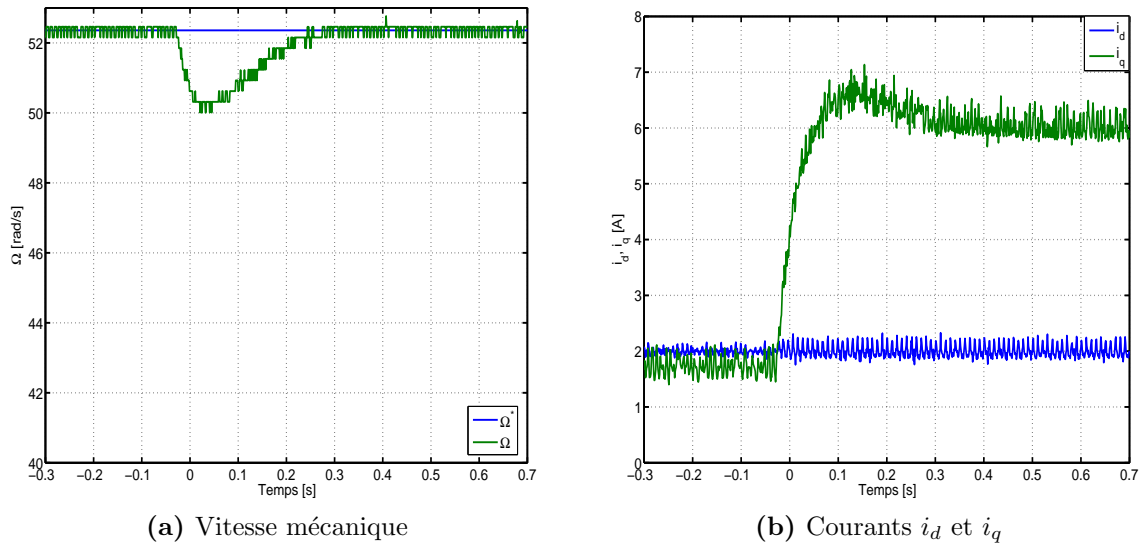 52
50
48
46
44
42
40
−0.3 −0.2 −0.1 0 0.1 0.2 0.3 0.4 0.5 0.6 0.7
Ω [rad/s]
Temps [s]
Ω*
Ω
(a) Vitesse mécanique
8
7
6
5
4
3
2
1
0
−0.3 −0.2 −0.1 0 0.1 0.2 0.3 0.4 0.5 0.6 0.7
i_d, i_q [A]
Temps [s]
i_d
i_q
(b) Courants i_d et i_q